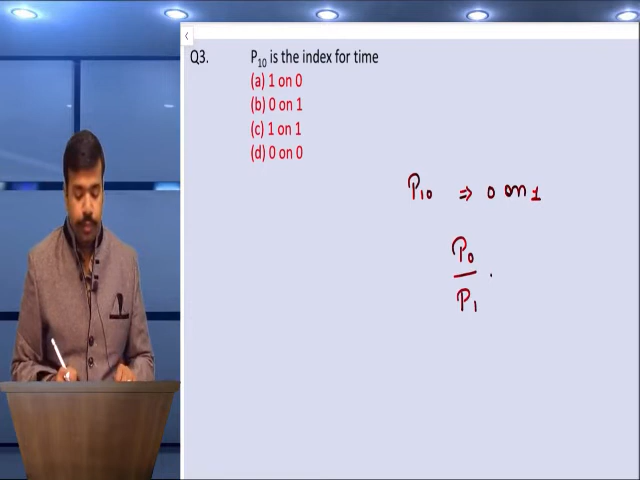 Q3. P₁₀ is the index for time
(a) 1 on 0
(b) 0 on 1
(c) 1 on 1
(d) 0 on 0
P₁₀ ⇒ 0 on 1
P₀
P₁